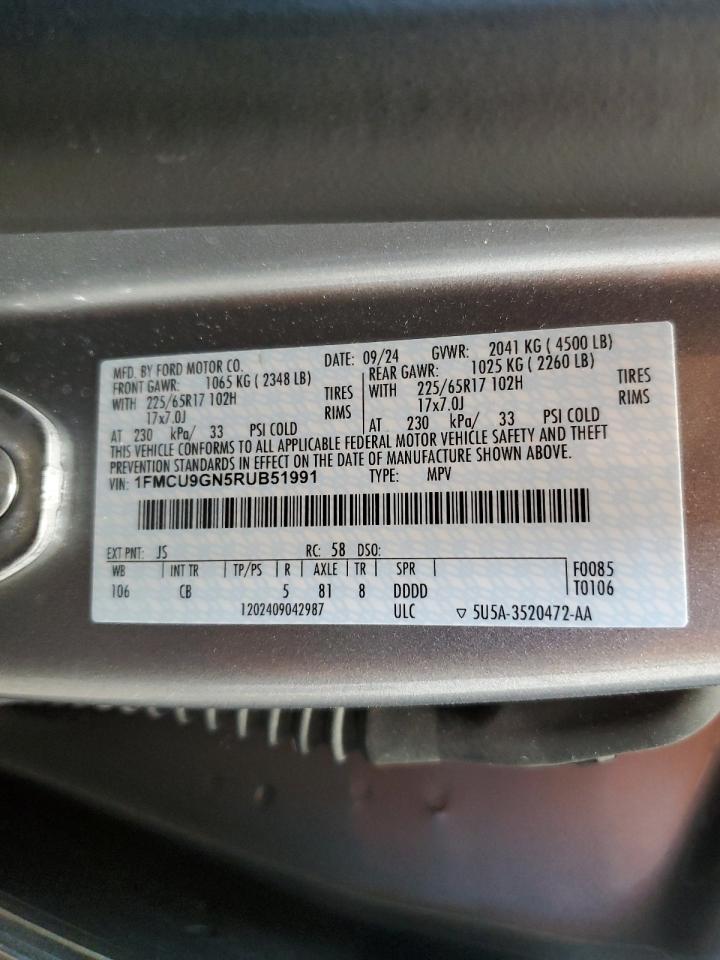 MFD. BY FORD MOTOR CO. DATE: 09/24 GVWR: 2041 KG ( 4500 LB)
FRONT GAWR: 1065 KG ( 2348 LB) REAR GAWR: 1025 KG ( 2260 LB)
WITH 225/65R17 102H TIRES WITH 225/65R17 102H TIRES
17x7.0J RIMS 17x7.0J RIMS
AT 230 kPa/ 33 PSI COLD AT 230 kPa/ 33 PSI COLD
THIS VEHICLE CONFORMS TO ALL APPLICABLE FEDERAL MOTOR VEHICLE SAFETY AND THEFT
PREVENTION STANDARDS IN EFFECT ON THE DATE OF MANUFACTURE SHOWN ABOVE.
VIN: 1FMCU9GN5RUB51991 TYPE: MPV
EXT PNT: JS RC: 58 DSO:
WB INT TR TP/PS R AXLE TR SPR F0085
106 CB 5 81 8 DDDD T0106
1202409042987 ULC ▽ 5U5A-3520472-AA